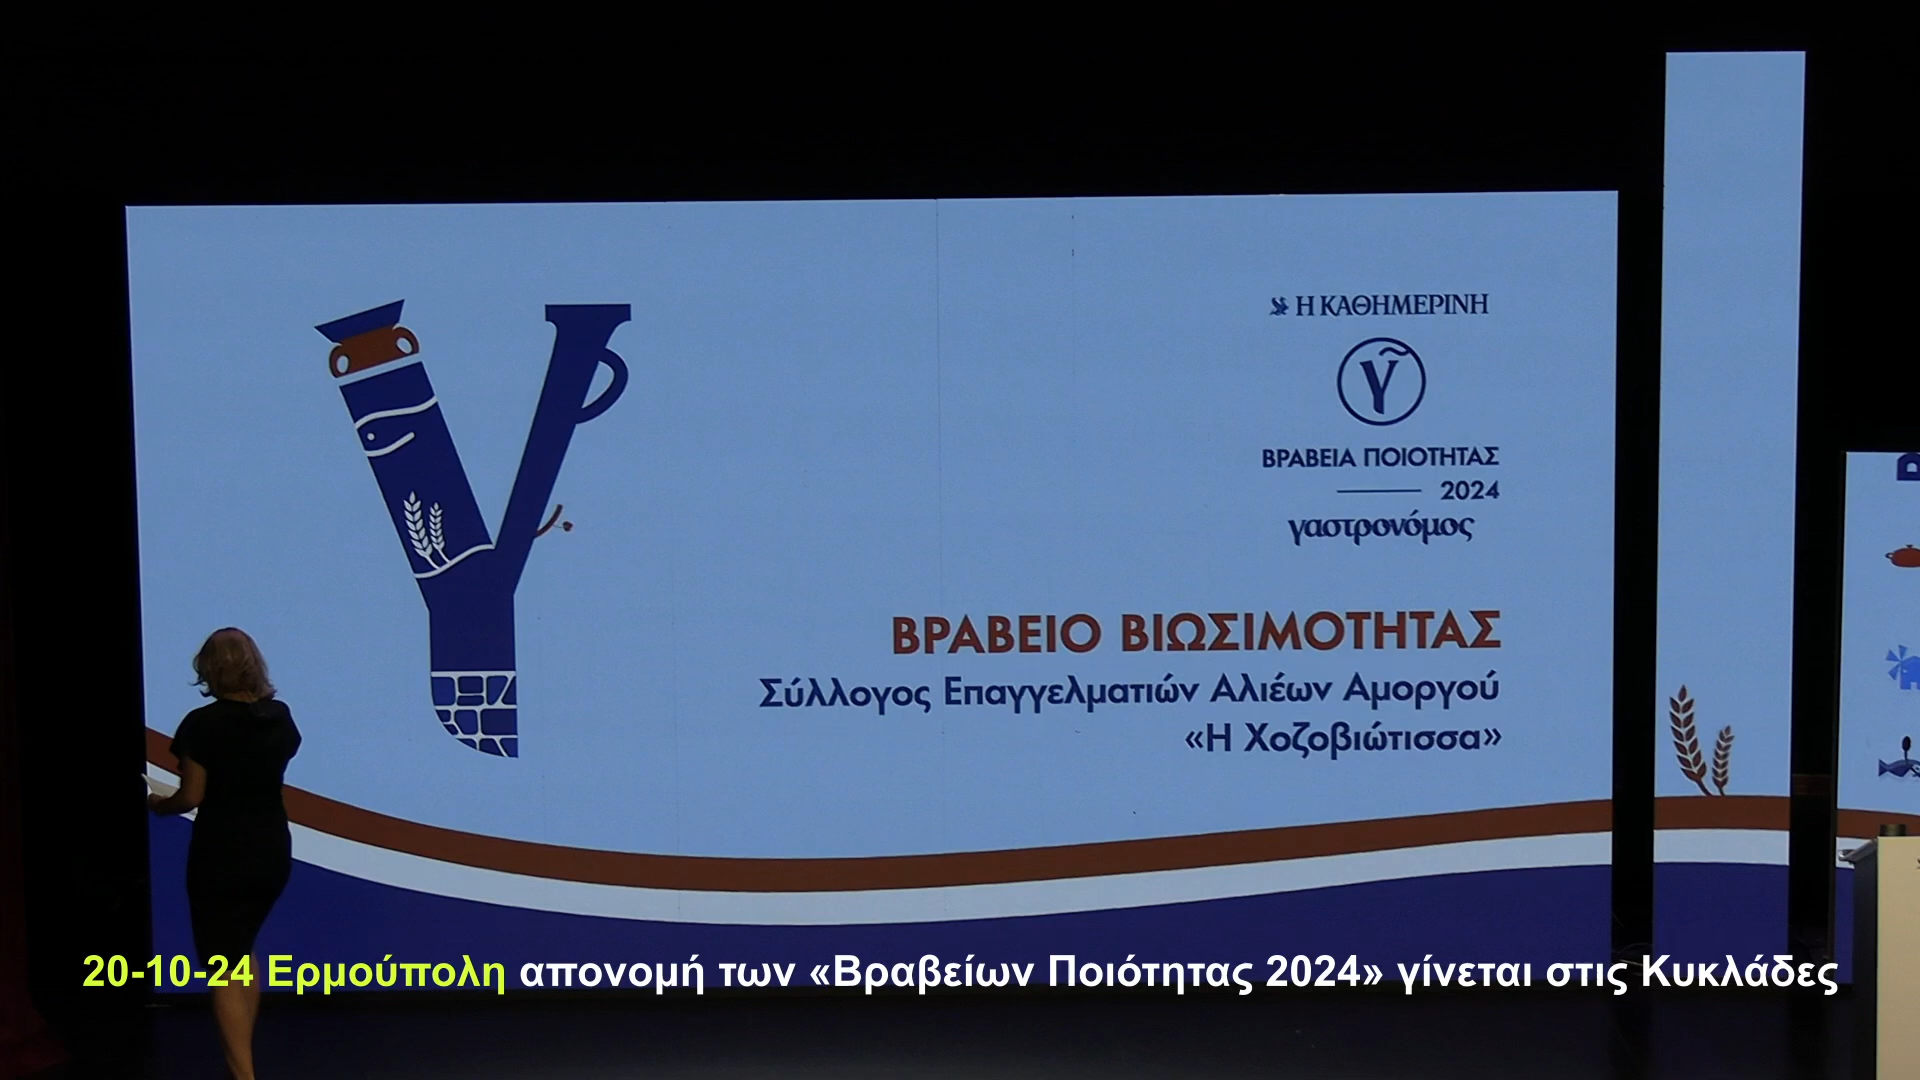 Η ΚΑΘΗΜΕΡΙΝΗ
γ
ΒΡΑΒΕΙΑ ΠΟΙΟΤΗΤΑΣ
2024
γαστρονόμος
ΒΡΑΒΕΙΟ ΒΙΩΣΙΜΟΤΗΤΑΣ
Σύλλογος Επαγγελματιών Αλιέων Αμοργού
«Η Χοζοβιώτισσα»
20-10-24 Ερμούπολη απονομή των «Βραβείων Ποιότητας 2024» γίνεται στις Κυκλάδες